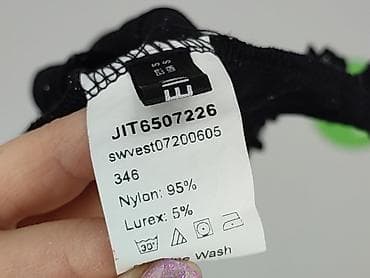 JIT6507226
swvest07200605
346
Nylon: 95%
Lurex: 5%
30°
Wash